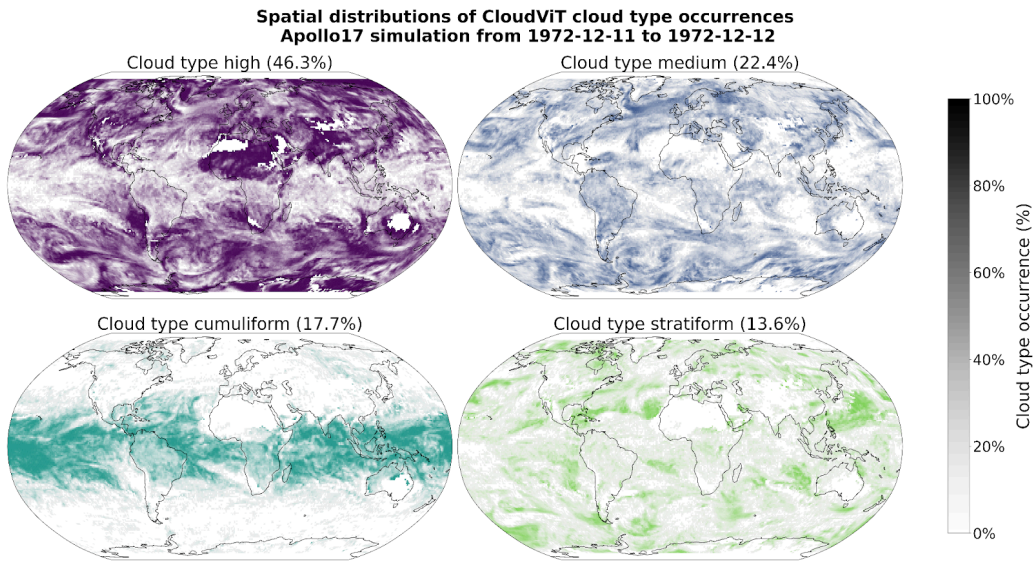 Spatial distributions of CloudViT cloud type occurrences
Apollo17 simulation from 1972-12-11 to 1972-12-12
Cloud type high (46.3%)
Cloud type medium (22.4%)
Cloud type cumuliform (17.7%)
Cloud type stratiform (13.6%)
100%
80%
60%
40%
20%
0%
Cloud type occurrence (%)